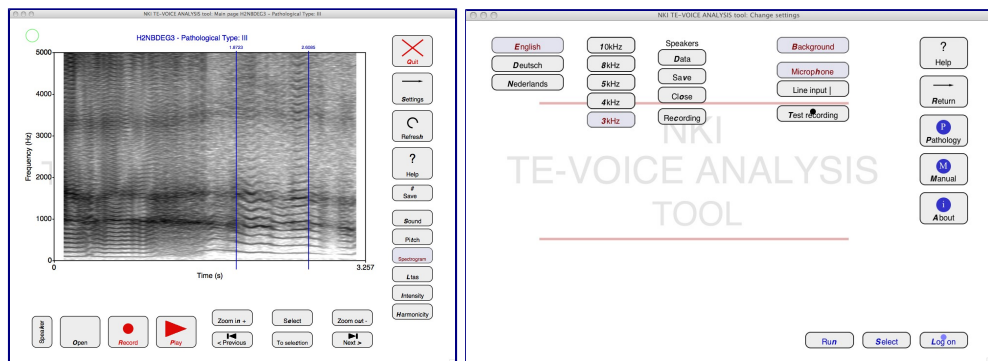 NKI TE-VOICE ANALYSIS tool: Main page H2NBDEG3 - Pathological Type: III
H2NBDEG3 - Pathological Type: III
1.8723
2.6085
5000
4000
3000
2000
1000
0
Frequency (Hz)
0
3.257
Time (s)
Quit
Settings
Refresh
?
Help
#
Save
Sound
Pitch
Spectrogram
Ltas
Intensity
Harmonicity
Speaker
Open
Record
Play
Zoom in +
Select
Zoom out -
< Previous
To selection
Next >
NKI TE-VOICE ANALYSIS tool: Change settings
English
Deutsch
Nederlands
10kHz
8kHz
5kHz
4kHz
3kHz
Speakers
Data
Save
Close
Recording
Background
Microphone
Line input |
Test recording
?
Help
Return
P
Pathology
M
Manual
i
About
NKI
TE-VOICE ANALYSIS
TOOL
Run
Select
Log on